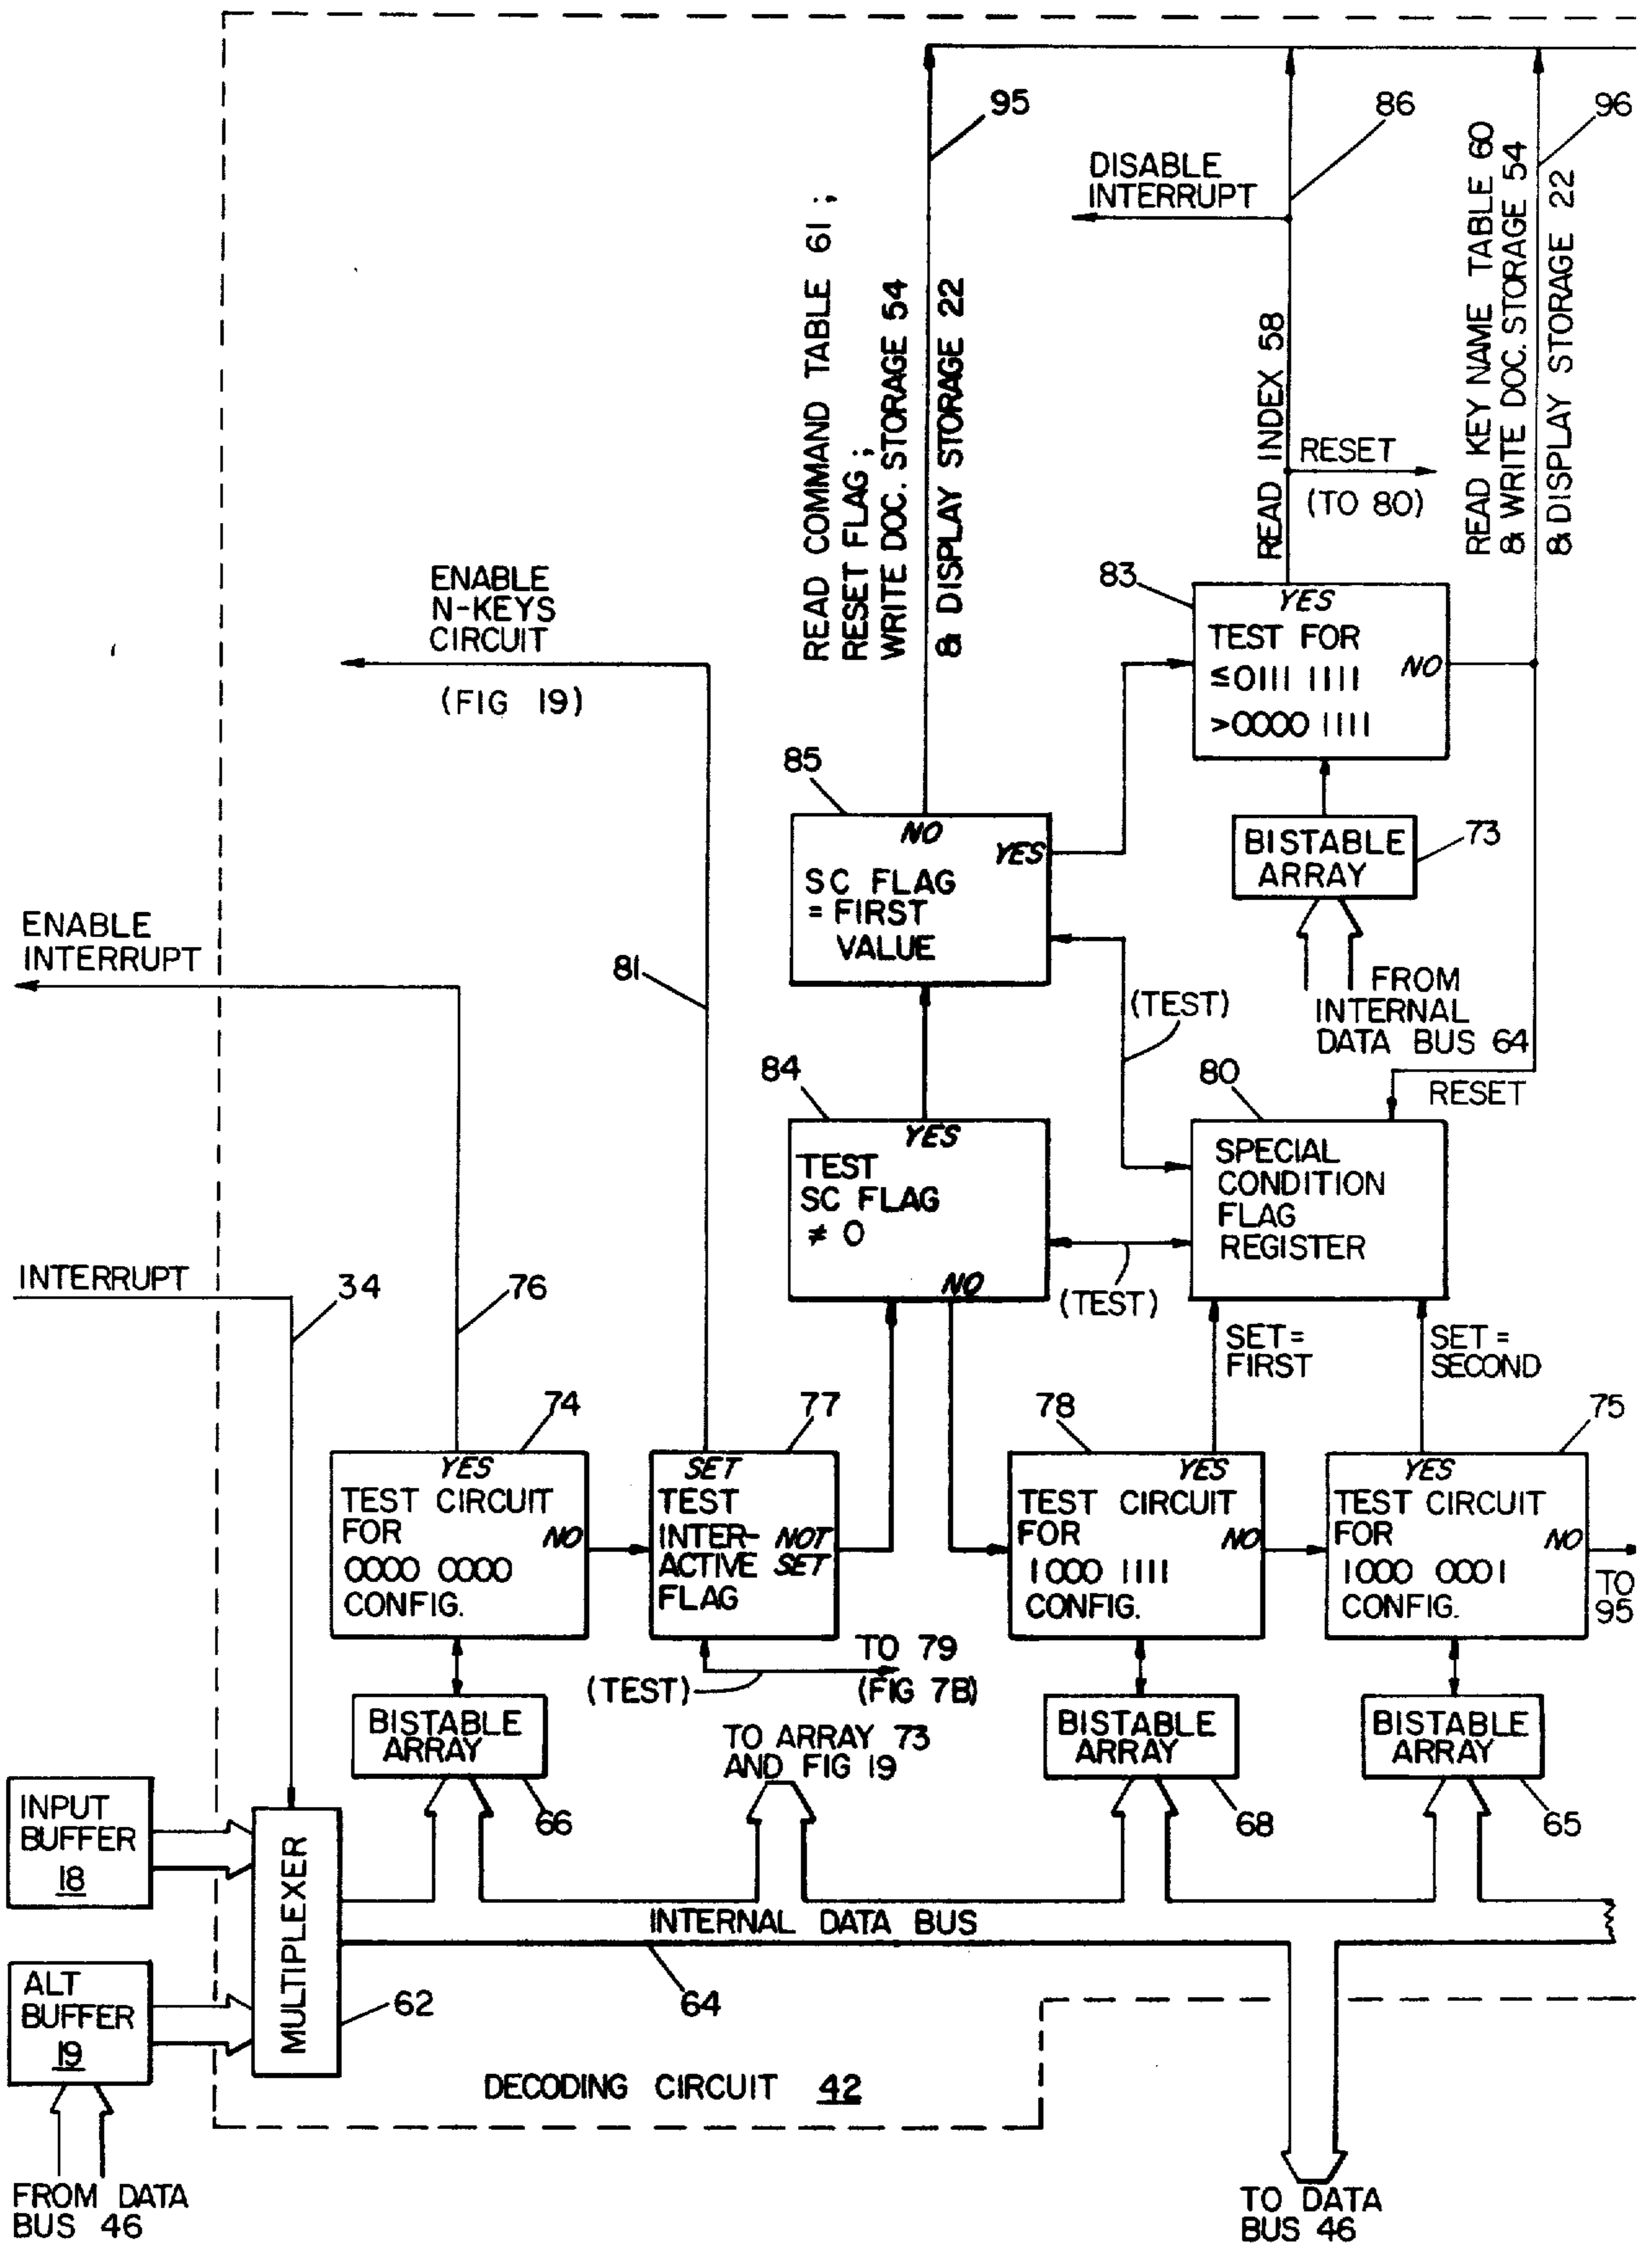 95
86
96
DISABLE
INTERRUPT
READ COMMAND TABLE 61;
RESET FLAG;
WRITE DOC. STORAGE 54
& DISPLAY STORAGE 22
READ INDEX 58
READ KEY NAME TABLE 60
& WRITE DOC. STORAGE 54
& DISPLAY STORAGE 22
RESET
(TO 80)
ENABLE
N-KEYS
CIRCUIT
(FIG 19)
83
YES
TEST FOR
≤0111 1111
>0000 1111
NO
85
NO
YES
SC FLAG
= FIRST
VALUE
BISTABLE
ARRAY
73
ENABLE
INTERRUPT
81
(TEST)
FROM
INTERNAL
DATA BUS 64
84
YES
TEST
SC FLAG
≠ 0
NO
80
RESET
SPECIAL
CONDITION
FLAG
REGISTER
(TEST)
INTERRUPT
34
76
SET=
FIRST
SET=
SECOND
74
YES
TEST CIRCUIT
FOR
0000 0000
CONFIG.
NO
77
SET
TEST
INTER-
ACTIVE
FLAG
NOT
SET
78
YES
TEST CIRCUIT
FOR
1000 1111
CONFIG.
NO
75
YES
TEST CIRCUIT
FOR
1000 0001
CONFIG.
NO
TO
95
(TEST)
TO 79
(FIG 7B)
BISTABLE
ARRAY
66
TO ARRAY 73
AND FIG 19
BISTABLE
ARRAY
68
BISTABLE
ARRAY
65
INPUT
BUFFER
18
MULTIPLEXER
INTERNAL DATA BUS
ALT
BUFFER
19
62
64
DECODING CIRCUIT 42
FROM DATA
BUS 46
TO DATA
BUS 46